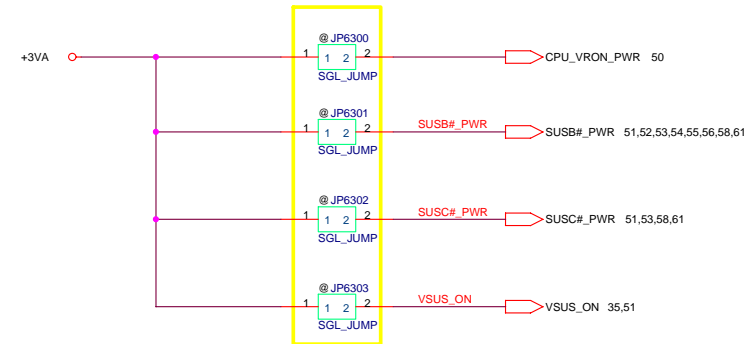 @ JP6300
+3VA 1 1 2 2 CPU_VRON_PWR 50
SGL_JUMP
@ JP6301
1 1 2 2 SUSB#_PWR SUSB#_PWR 51,52,53,54,55,56,58,61
SGL_JUMP
@ JP6302
1 1 2 2 SUSC#_PWR SUSC#_PWR 51,53,58,61
SGL_JUMP
@ JP6303
1 1 2 2 VSUS_ON VSUS_ON 35,51
SGL_JUMP